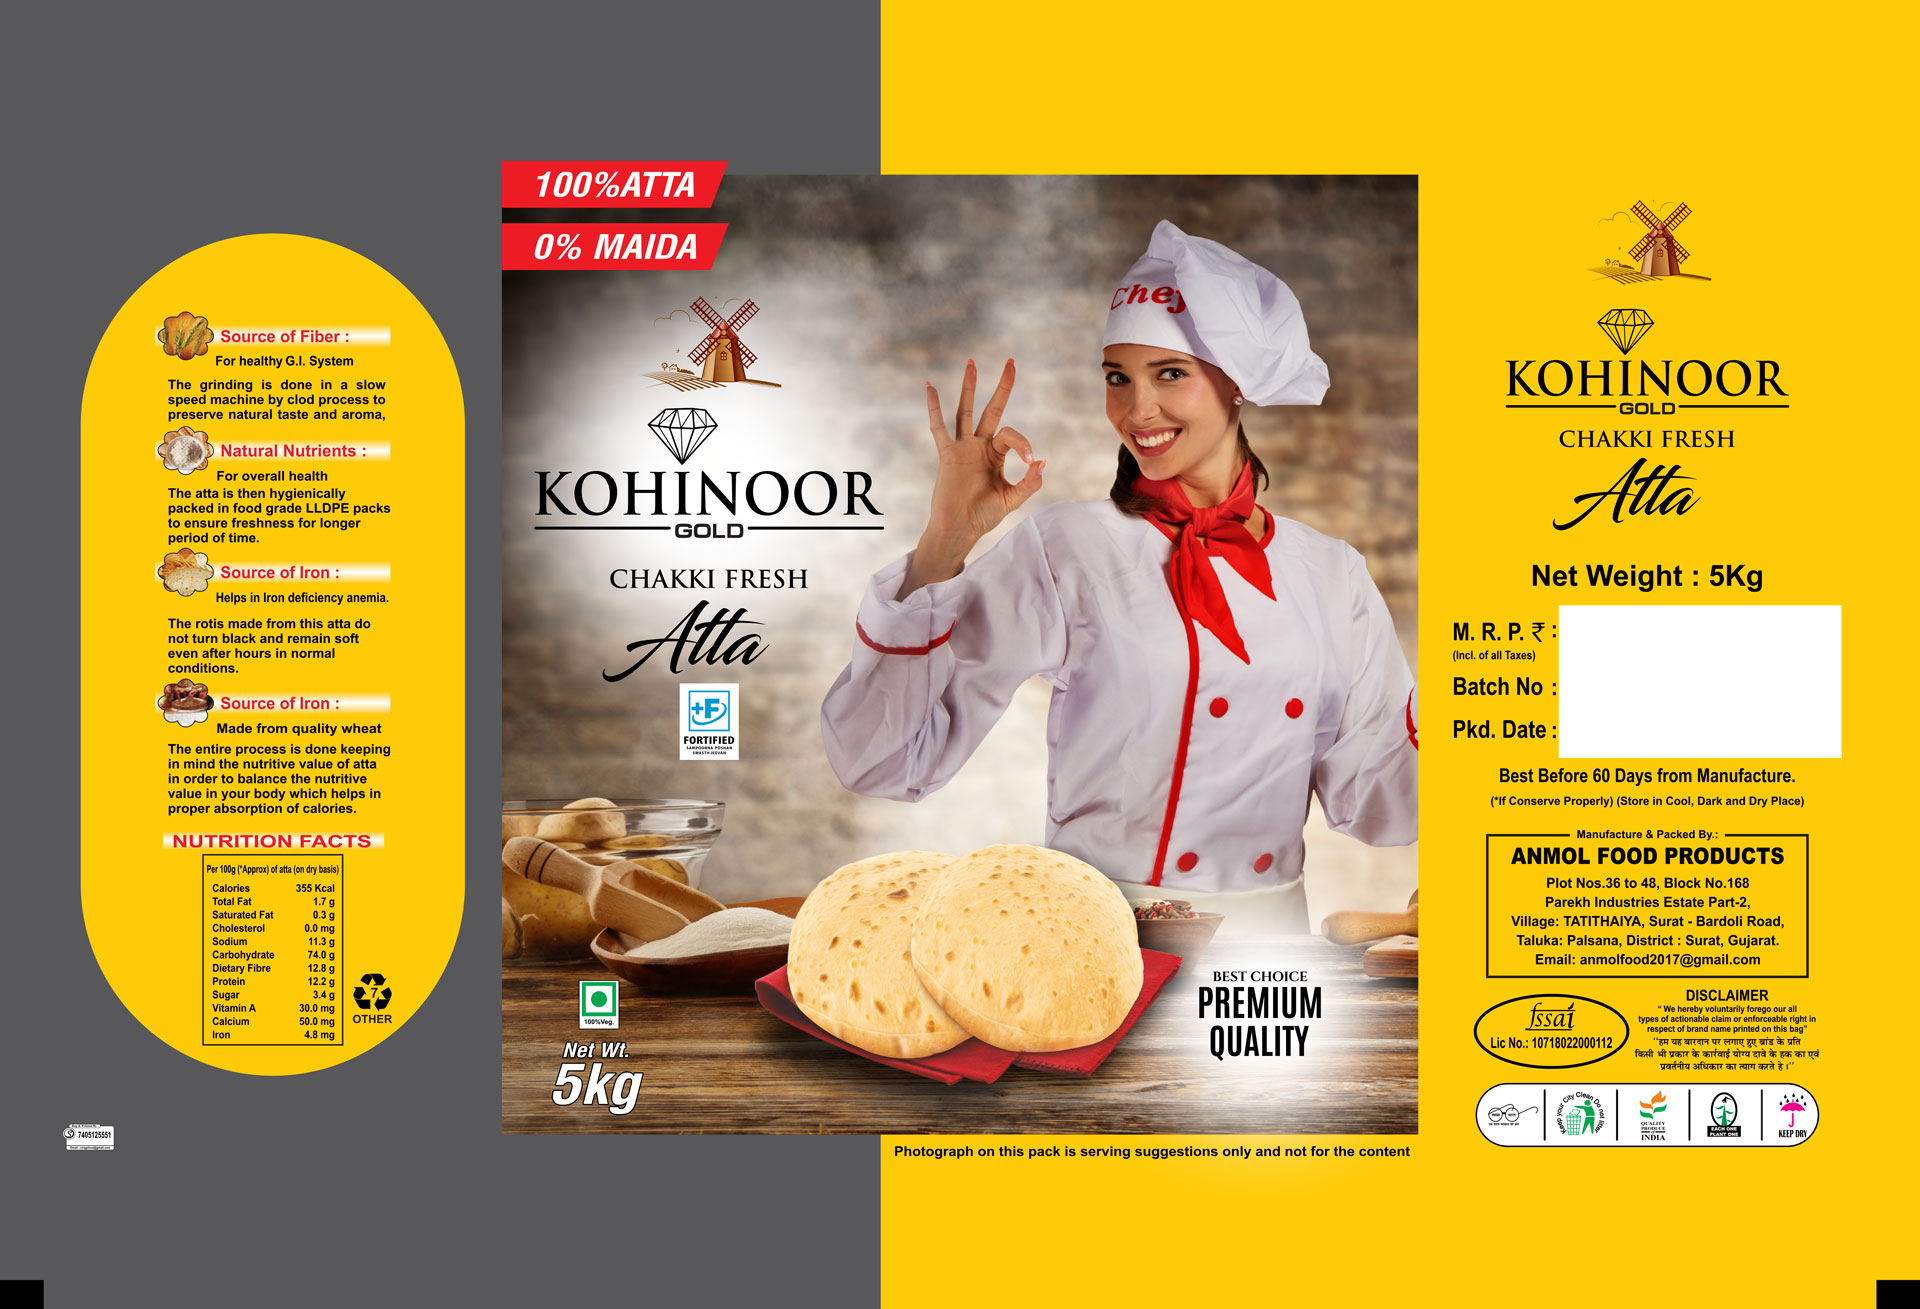 Source of Fiber :
For healthy G.I. System
The grinding is done in a slow
speed machine by clod process to
preserve natural taste and aroma,
Natural Nutrients :
For overall health
The atta is then hygienically
packed in food grade LLDPE packs
to ensure freshness for longer
period of time.
Source of Iron :
Helps in Iron deficiency anemia.
The rotis made from this atta do
not turn black and remain soft
even after hours in normal
conditions.
Source of Iron :
Made from quality wheat
The entire process is done keeping
in mind the nutritive value of atta
in order to balance the nutritive
value in your body which helps in
proper absorption of calories.
NUTRITION FACTS
Per 100g (*Approx) of atta (on dry basis)
Calories 355 Kcal
Total Fat 1.7 g
Saturated Fat 0.3 g
Cholesterol 0.0 mg
Sodium 11.3 g
Carbohydrate 74.0 g
Dietary Fibre 12.8 g
Protein 12.2 g
Sugar 3.4 g
Vitamin A 30.0 mg
Calcium 50.0 mg
Iron 4.8 mg
7
OTHER
7405125551
100%ATTA
0% MAIDA
KOHINOOR
GOLD
CHAKKI FRESH
Atta
+F
FORTIFIED
SAMPOORNA POSHAN
SWASTH JEEVAN
100%Veg.
Net Wt.
5kg
Chef
BEST CHOICE
PREMIUM
QUALITY
Photograph on this pack is serving suggestions only and not for the content
KOHINOOR
GOLD
CHAKKI FRESH
Atta
Net Weight : 5Kg
M. R. P. ₹ :
(Incl. of all Taxes)
Batch No :
Pkd. Date :
Best Before 60 Days from Manufacture.
(*If Conserve Properly) (Store in Cool, Dark and Dry Place)
Manufacture & Packed By.:
ANMOL FOOD PRODUCTS
Plot Nos.36 to 48, Block No.168
Parekh Industries Estate Part-2,
Village: TATITHAIYA, Surat - Bardoli Road,
Taluka: Palsana, District : Surat, Gujarat.
Email: anmolfood2017@gmail.com
fssai
Lic No.: 10718022000112
DISCLAIMER
" We hereby voluntarily forego our all
types of actionable claim or enforceable right in
respect of brand name printed on this bag"
''हम यह बारदान पर लगाए हुए ब्रांड के प्रति
किसी भी प्रकार के कार्रवाई योग्य दावे के हक का एवं
प्रवर्तनीय अधिकार का त्याग करते है ।''
Keep your City Clean Do not litter
QUALITY
PRODUCE
of
INDIA
EACH ONE
PLANT ONE
KEEP DRY